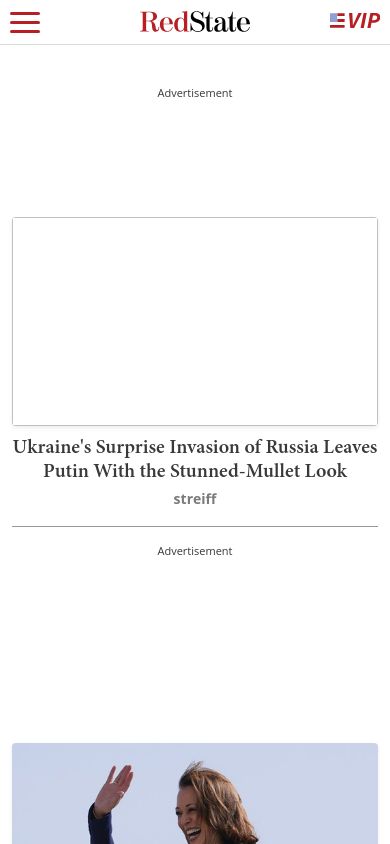 RedState
VIP
Advertisement
Ukraine's Surprise Invasion of Russia Leaves
Putin With the Stunned-Mullet Look
streiff
Advertisement